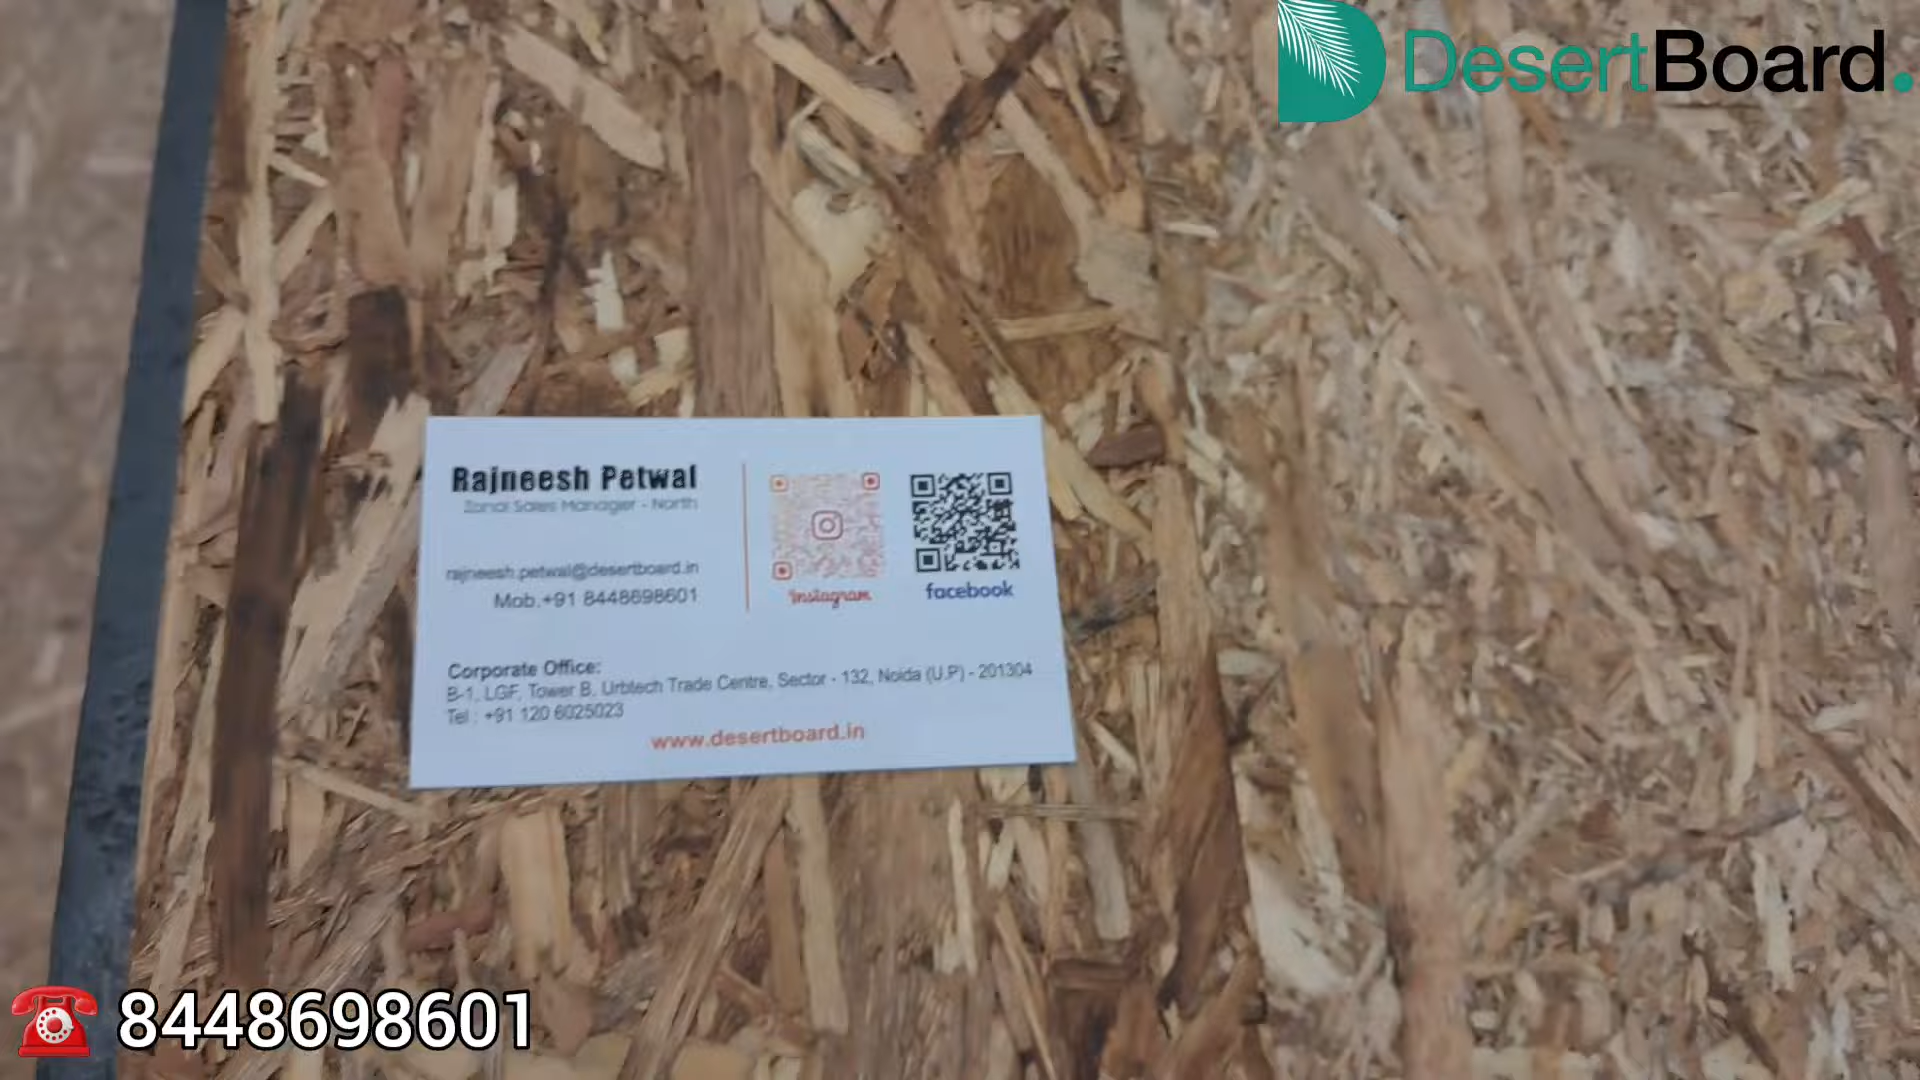 DesertBoard.
Rajneesh Petwal
Zonal Sales Manager - North
rajneesh.petwal@desertboard.in
Mob.+91 8448698601
Instagram
facebook
Corporate Office:
B-1, LGF, Tower B, Urbtech Trade Centre, Sector - 132, Noida (U.P) - 201304
Tel : +91 120 6025023
www.desertboard.in
8448698601